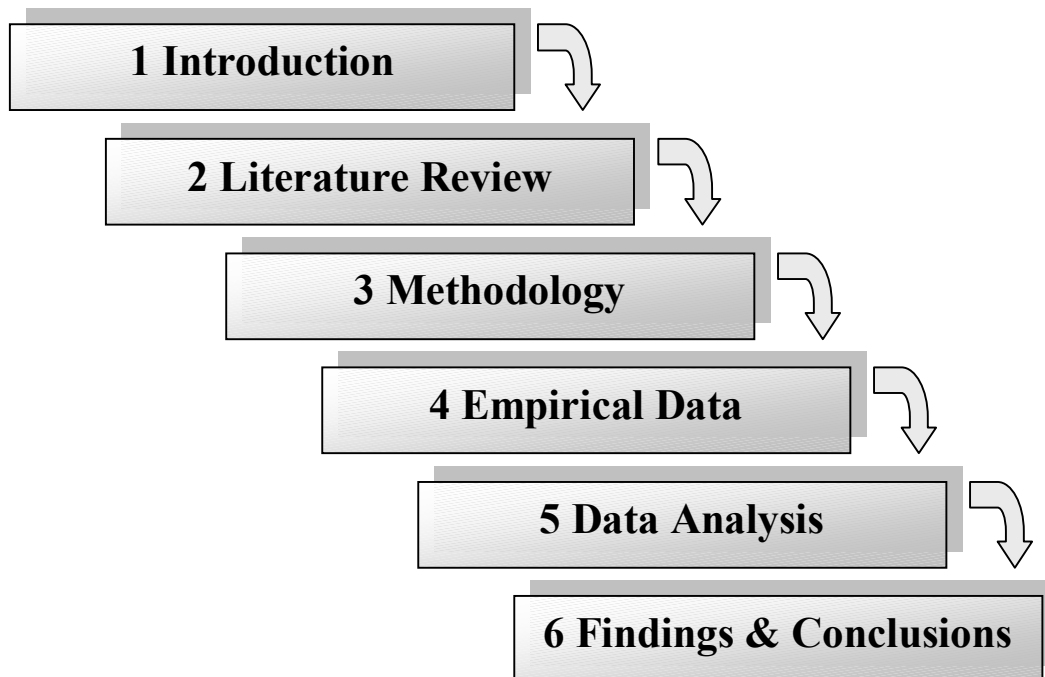 1 Introduction
2 Literature Review
3 Methodology
4 Empirical Data
5 Data Analysis
6 Findings & Conclusions